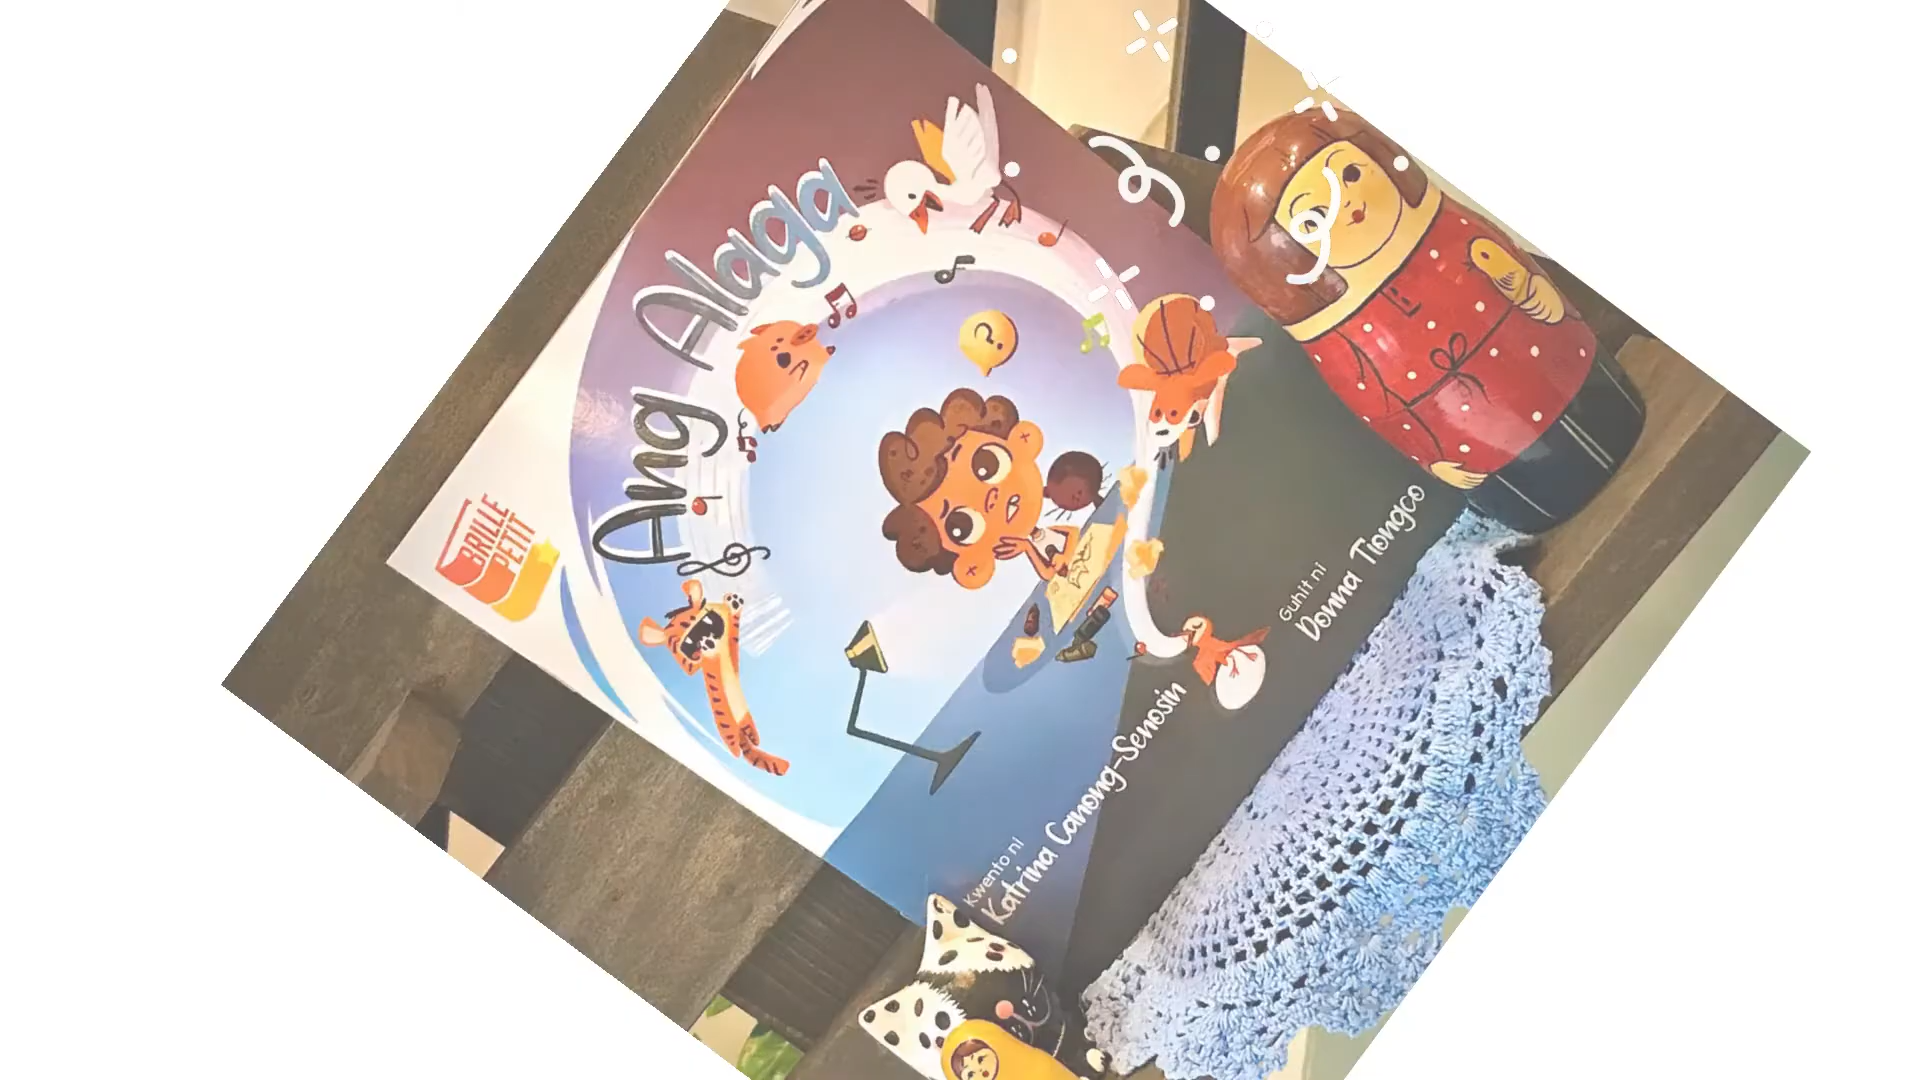 Ang Alaga
BRILLE
PETIT
?
Kwento ni
Katrina Canong-Senosin
Guhit ni
Donna Tiongco